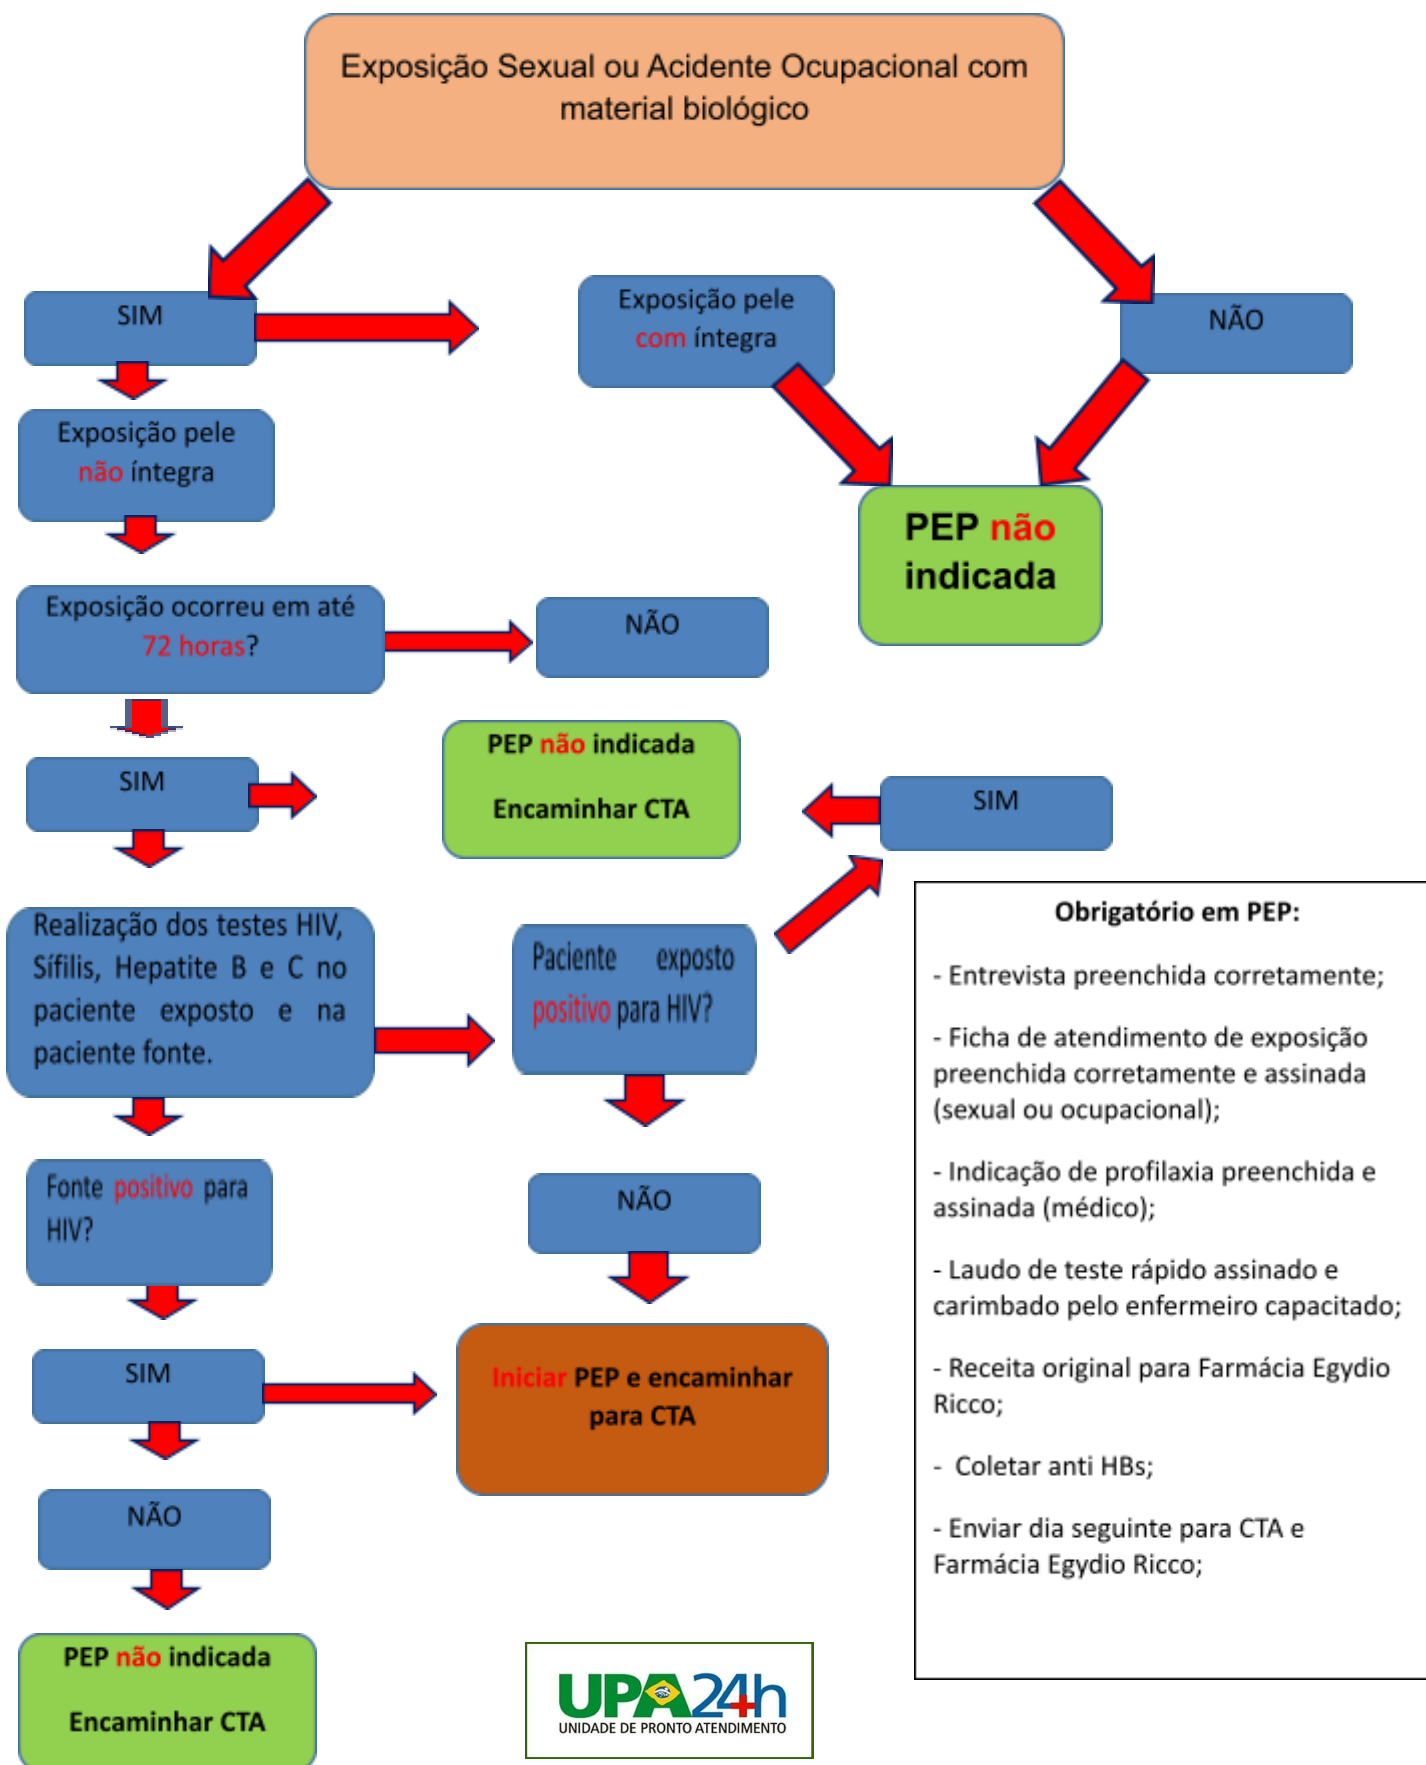 Exposição Sexual ou Acidente Ocupacional com
material biológico
SIM
Exposição pele
com íntegra
NÃO
Exposição pele
não íntegra
PEP não
indicada
Exposição ocorreu em até
72 horas?
NÃO
SIM
PEP não indicada
Encaminhar CTA
SIM
Realização dos testes HIV,
Sífilis, Hepatite B e C no
paciente exposto e na
paciente fonte.
Paciente exposto
positivo para HIV?
Fonte positivo para
HIV?
NÃO
SIM
Iniciar PEP e encaminhar
para CTA
NÃO
PEP não indicada
Encaminhar CTA
Obrigatório em PEP:
- Entrevista preenchida corretamente;
- Ficha de atendimento de exposição
preenchida corretamente e assinada
(sexual ou ocupacional);
- Indicação de profilaxia preenchida e
assinada (médico);
- Laudo de teste rápido assinado e
carimbado pelo enfermeiro capacitado;
- Receita original para Farmácia Egydio
Ricco;
- Coletar anti HBs;
- Enviar dia seguinte para CTA e
Farmácia Egydio Ricco;
UPA24h
UNIDADE DE PRONTO ATENDIMENTO